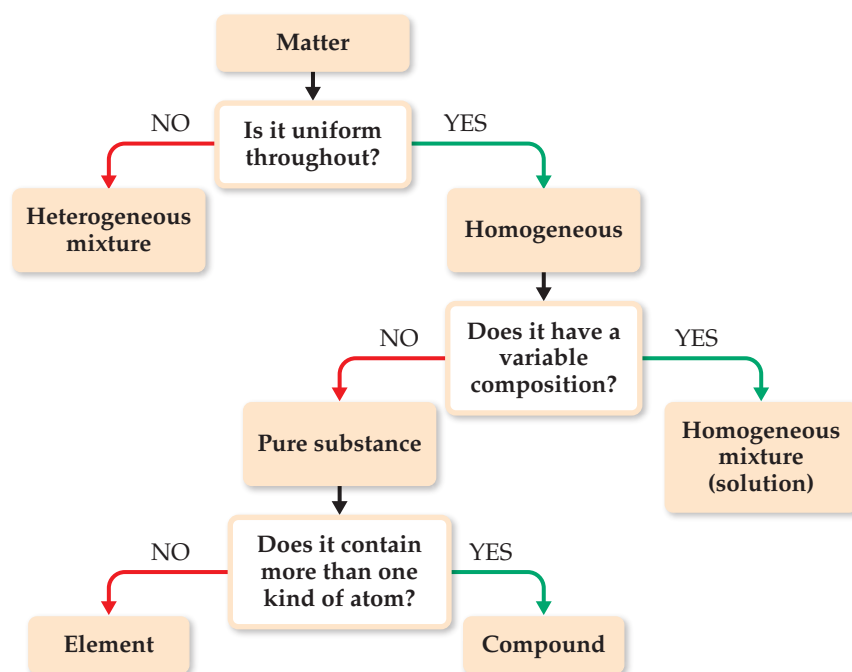 Matter
NO
Is it uniform
throughout?
YES
Heterogeneous
mixture
Homogeneous
NO
Does it have a
variable
composition?
YES
Pure substance
Homogeneous
mixture
(solution)
NO
Does it contain
more than one
kind of atom?
YES
Element
Compound